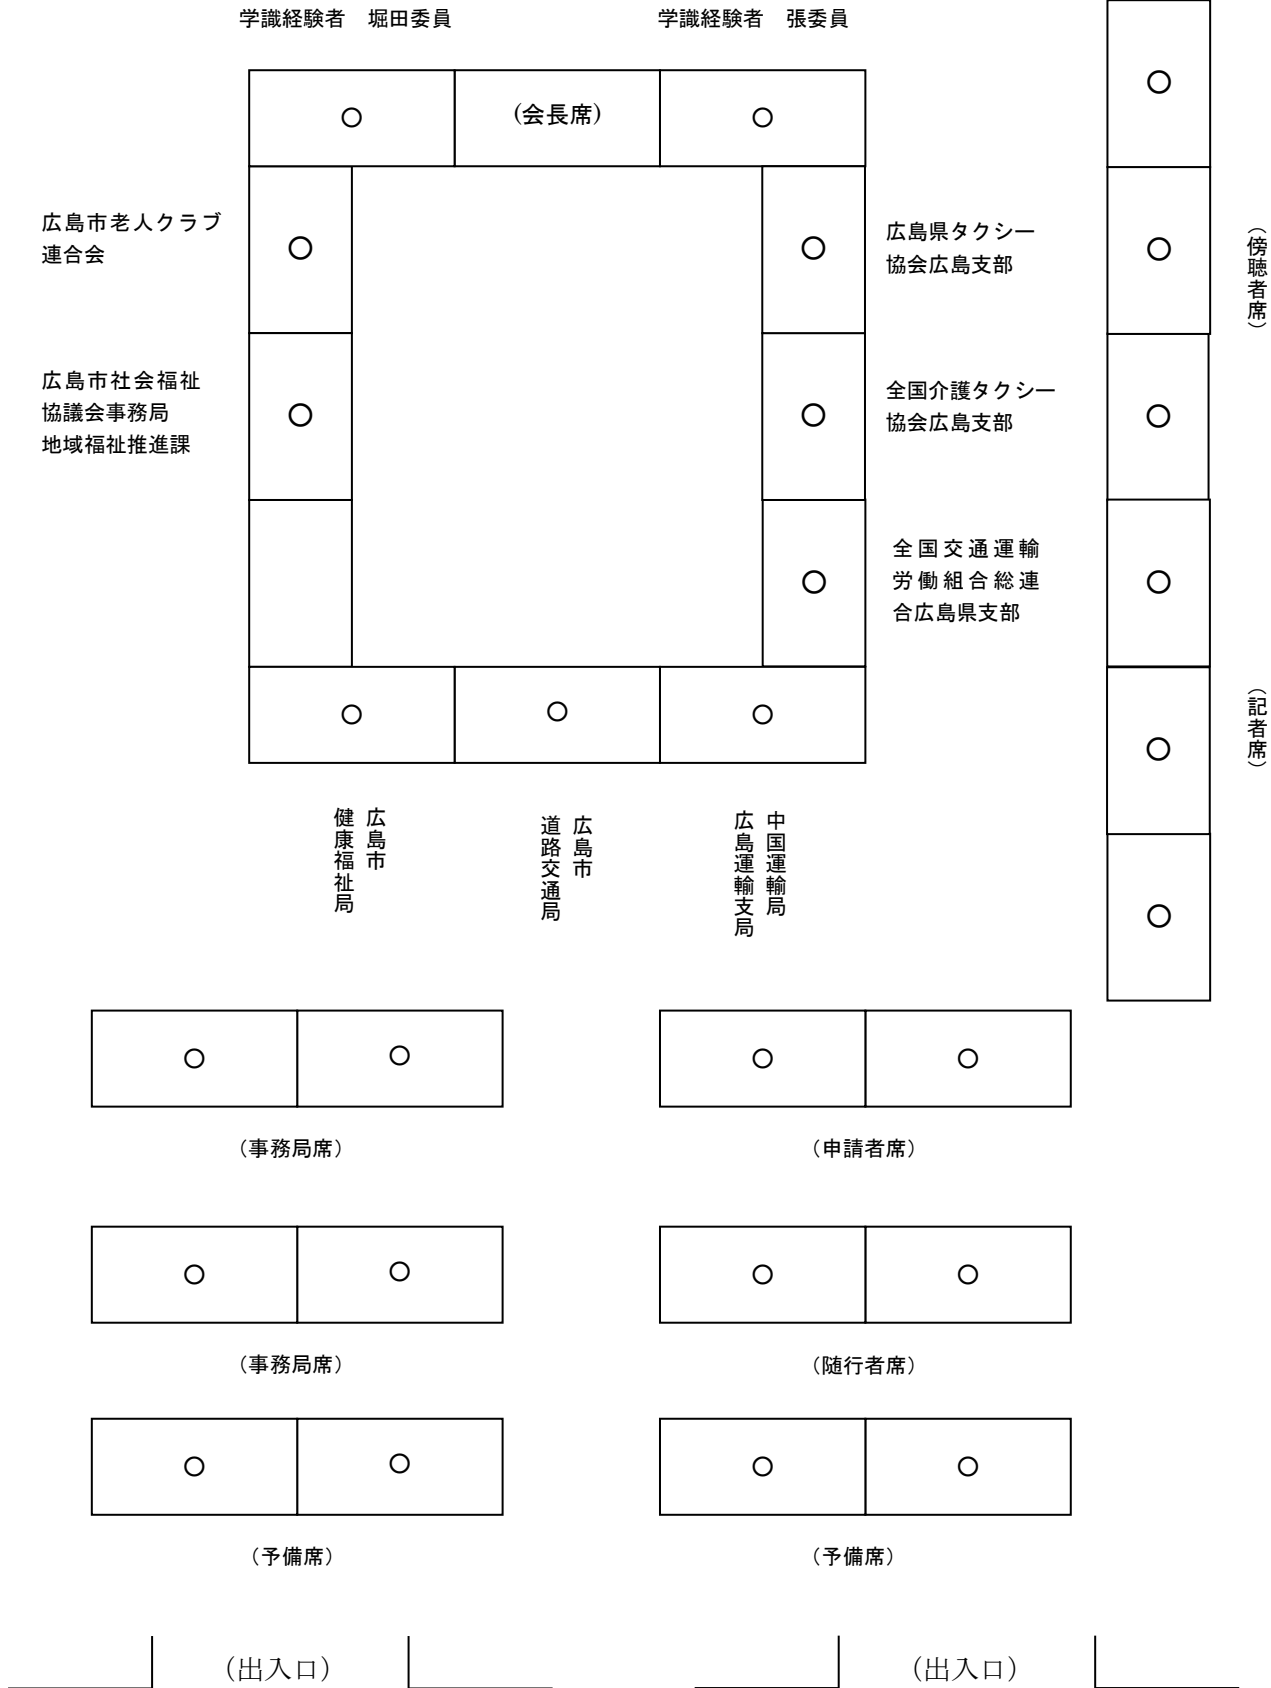 学識経験者　堀田委員
学識経験者　張委員
(会長席)
広島市老人クラブ
連合会
広島県タクシー
協会広島支部
（傍聴者席）
広島市社会福祉
協議会事務局
地域福祉推進課
全国介護タクシー
協会広島支部
全国交通運輸
労働組合総連
合広島県支部
（記者席）
広島市
健康福祉局
広島市
道路交通局
中国運輸局
広島運輸支局
（事務局席）
（申請者席）
（事務局席）
（随行者席）
（予備席）
（予備席）
（出入口）
（出入口）